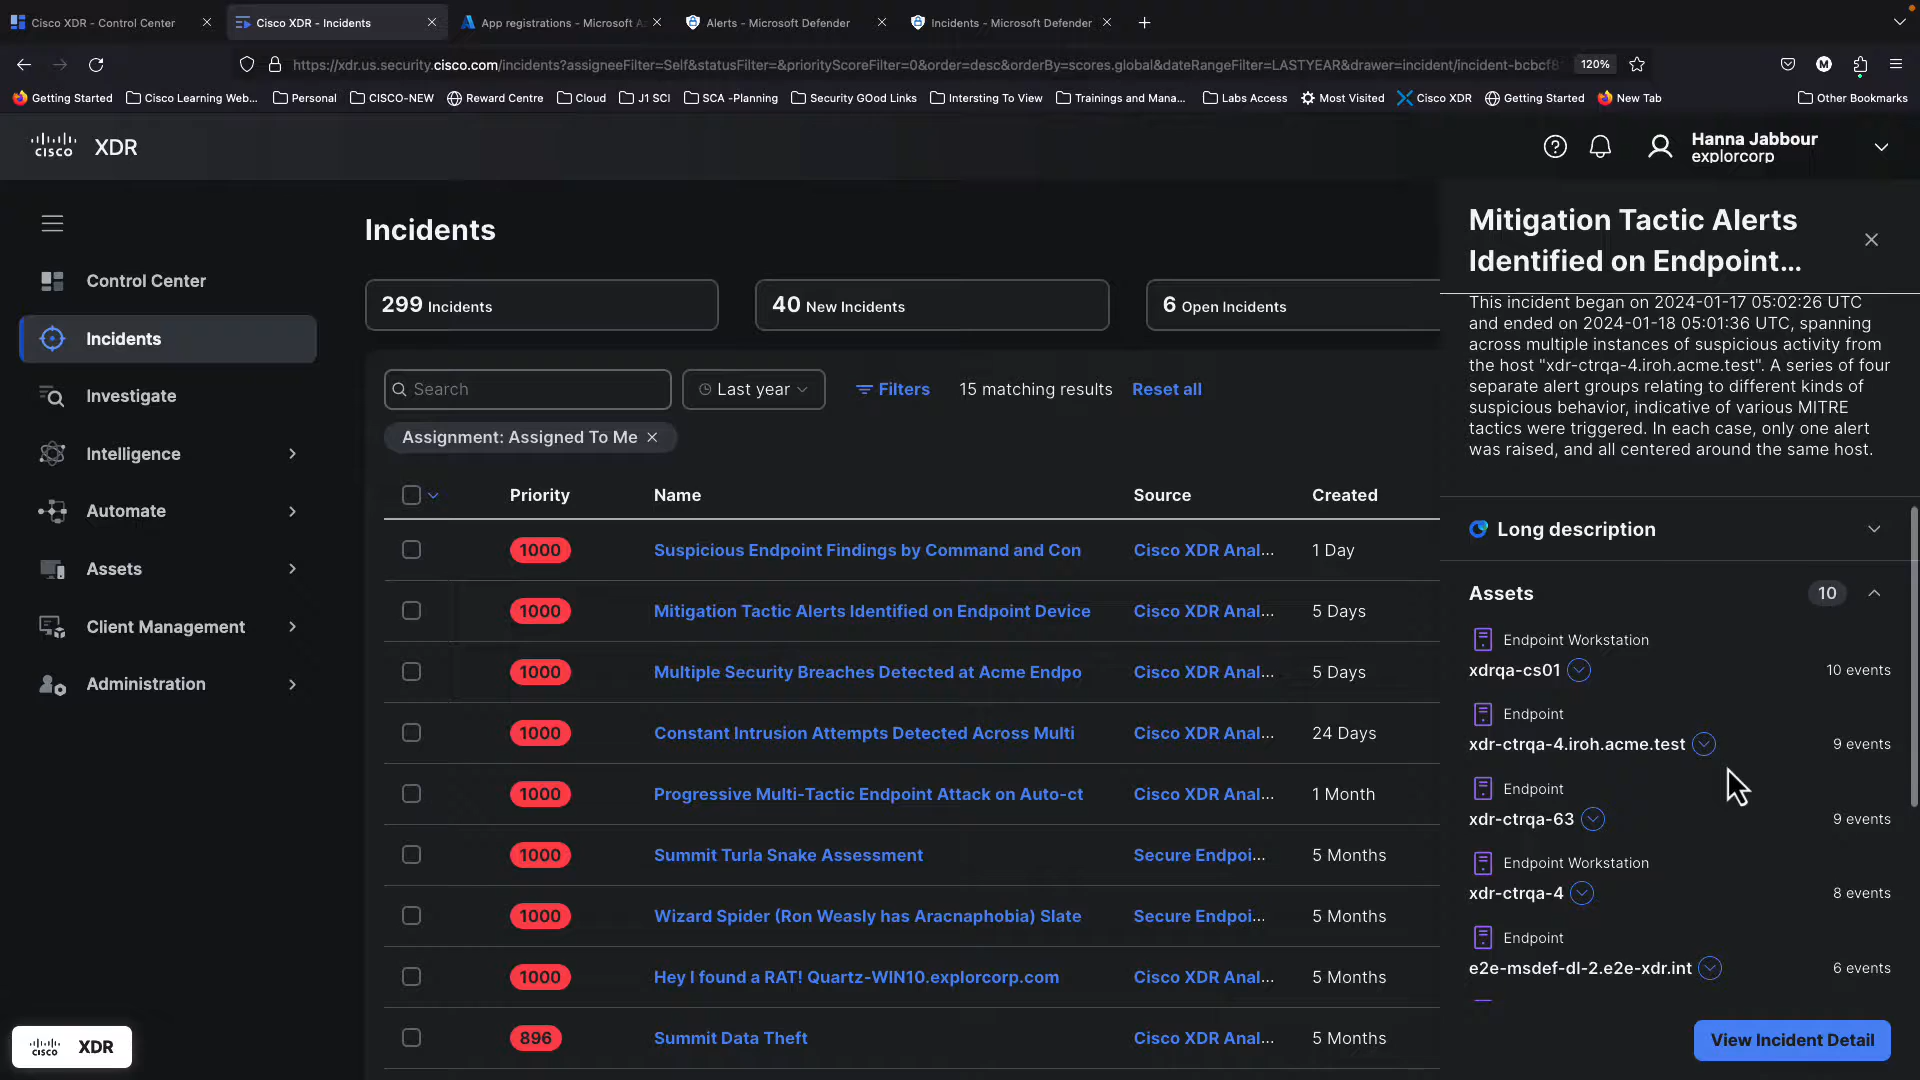 Cisco XDR - Control Center
Cisco XDR - Incidents
App registrations - Microsoft A
Alerts - Microsoft Defender
Incidents - Microsoft Defender
https://xdr.us.security.cisco.com/incidents?assigneeFilter=Self&statusFilter=&priorityScoreFilter=0&order=desc&orderBy=scores.global&dateRangeFilter=LASTYEAR&drawer=incident/incident-bcbcf8
120%
M
Getting Started
Cisco Learning Web...
Personal
CISCO-NEW
Reward Centre
Cloud
J1 SCI
SCA -Planning
Security GOod Links
Intersting To View
Trainings and Mana...
Labs Access
Most Visited
Cisco XDR
Getting Started
New Tab
Other Bookmarks
cisco XDR
Hanna Jabbour
explorcorp
Control Center
Incidents
Investigate
Intelligence
Automate
Assets
Client Management
Administration
cisco XDR
Incidents
299 Incidents
40 New Incidents
6 Open Incidents
Search
Last year
Filters
15 matching results
Reset all
Assignment: Assigned To Me
Priority Name Source Created
1000 Suspicious Endpoint Findings by Command and Con Cisco XDR Anal... 1 Day
1000 Mitigation Tactic Alerts Identified on Endpoint Device Cisco XDR Anal... 5 Days
1000 Multiple Security Breaches Detected at Acme Endpo Cisco XDR Anal... 5 Days
1000 Constant Intrusion Attempts Detected Across Multi Cisco XDR Anal... 24 Days
1000 Progressive Multi-Tactic Endpoint Attack on Auto-ct Cisco XDR Anal... 1 Month
1000 Summit Turla Snake Assessment Secure Endpoi... 5 Months
1000 Wizard Spider (Ron Weasly has Aracnaphobia) Slate Secure Endpoi... 5 Months
1000 Hey I found a RAT! Quartz-WIN10.explorcorp.com Cisco XDR Anal... 5 Months
896 Summit Data Theft Cisco XDR Anal... 5 Months
Mitigation Tactic Alerts
Identified on Endpoint...
This incident began on 2024-01-17 05:02:26 UTC
and ended on 2024-01-18 05:01:36 UTC, spanning
across multiple instances of suspicious activity from
the host "xdr-ctrqa-4.iroh.acme.test". A series of four
separate alert groups relating to different kinds of
suspicious behavior, indicative of various MITRE
tactics were triggered. In each case, only one alert
was raised, and all centered around the same host.
Long description
Assets 10
Endpoint Workstation
xdrqa-cs01 10 events
Endpoint
xdr-ctrqa-4.iroh.acme.test 9 events
Endpoint
xdr-ctrqa-63 9 events
Endpoint Workstation
xdr-ctrqa-4 8 events
Endpoint
e2e-msdef-dl-2.e2e-xdr.int 6 events
View Incident Detail